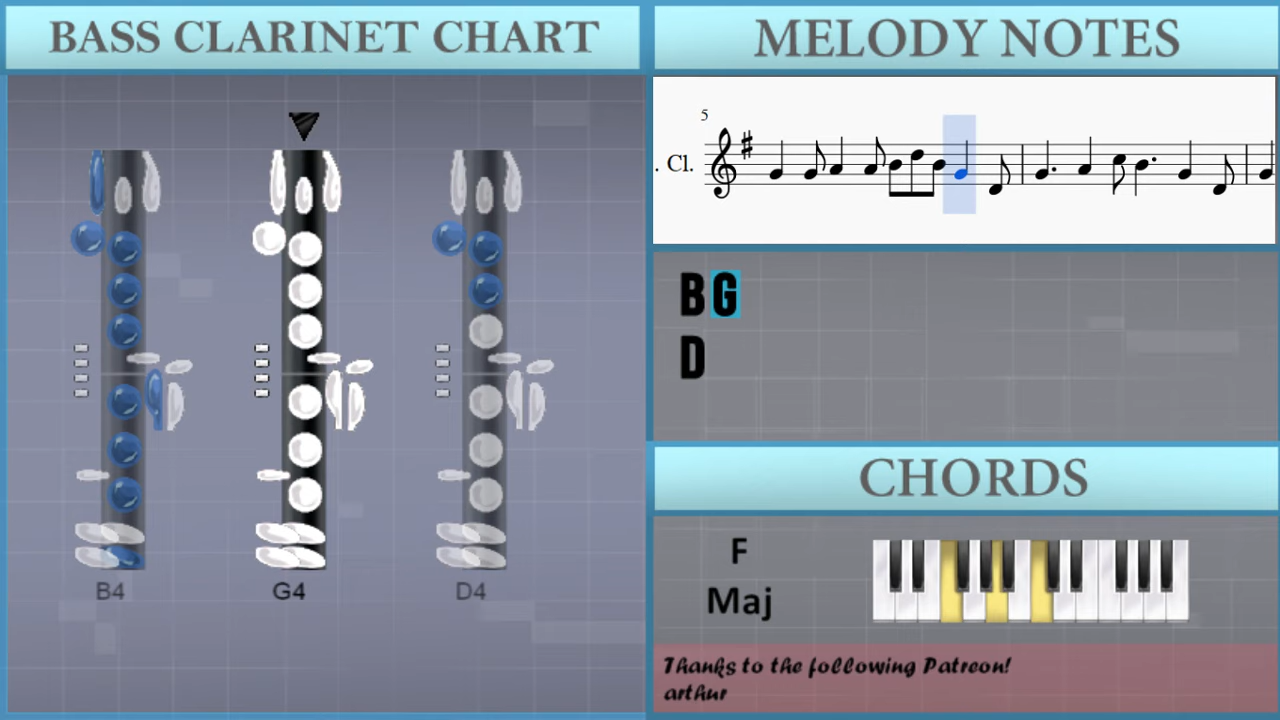 BASS CLARINET CHART
B4
G4
D4
MELODY NOTES
5
. Cl.
B G
D
CHORDS
F
Maj
Thanks to the following Patreon!
arthur